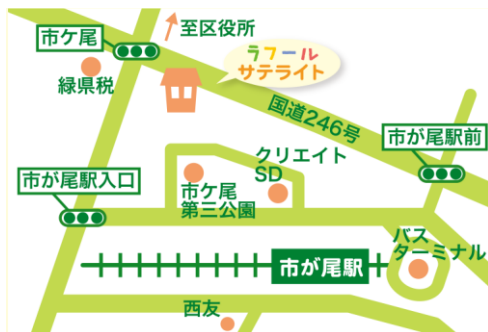 至区役所
市ケ尾
ラフール
サテライト
緑県税
国道246号
市が尾駅前
クリエイト
SD
市が尾駅入口
市ケ尾
第三公園
バス
ターミナル
市が尾駅
西友